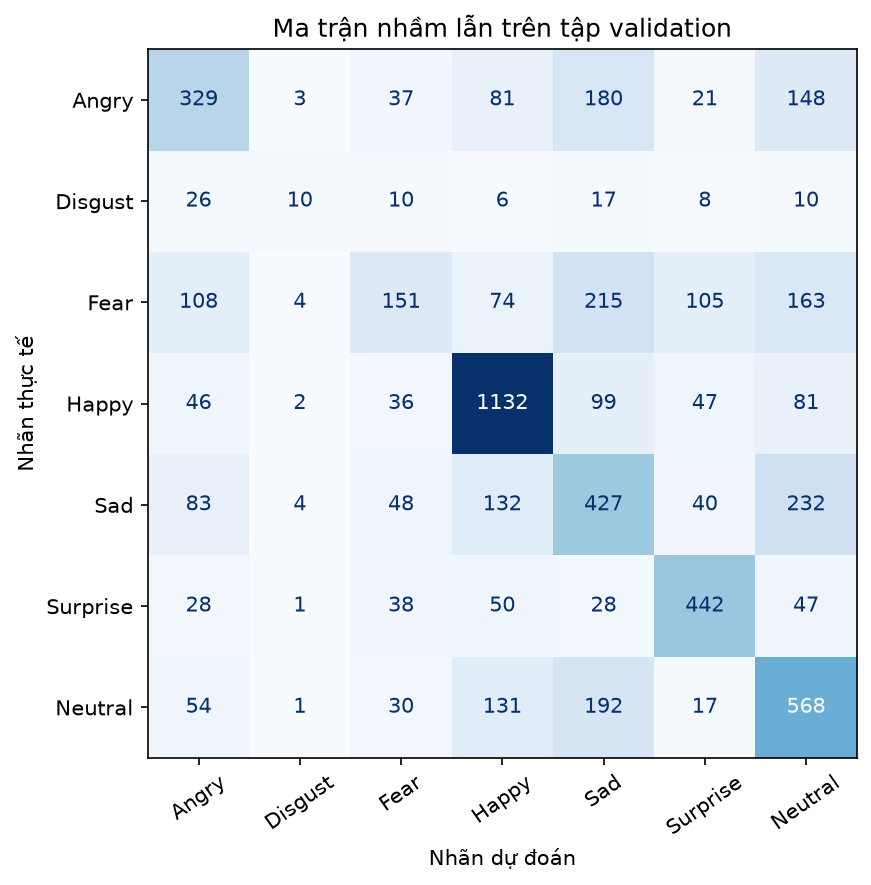 Ma trận nhầm lẫn trên tập validation
Nhãn thực tế
Angry 329 3 37 81 180 21 148
Disgust 26 10 10 6 17 8 10
Fear 108 4 151 74 215 105 163
Happy 46 2 36 1132 99 47 81
Sad 83 4 48 132 427 40 232
Surprise 28 1 38 50 28 442 47
Neutral 54 1 30 131 192 17 568
Angry Disgust Fear Happy Sad Surprise Neutral
Nhãn dự đoán